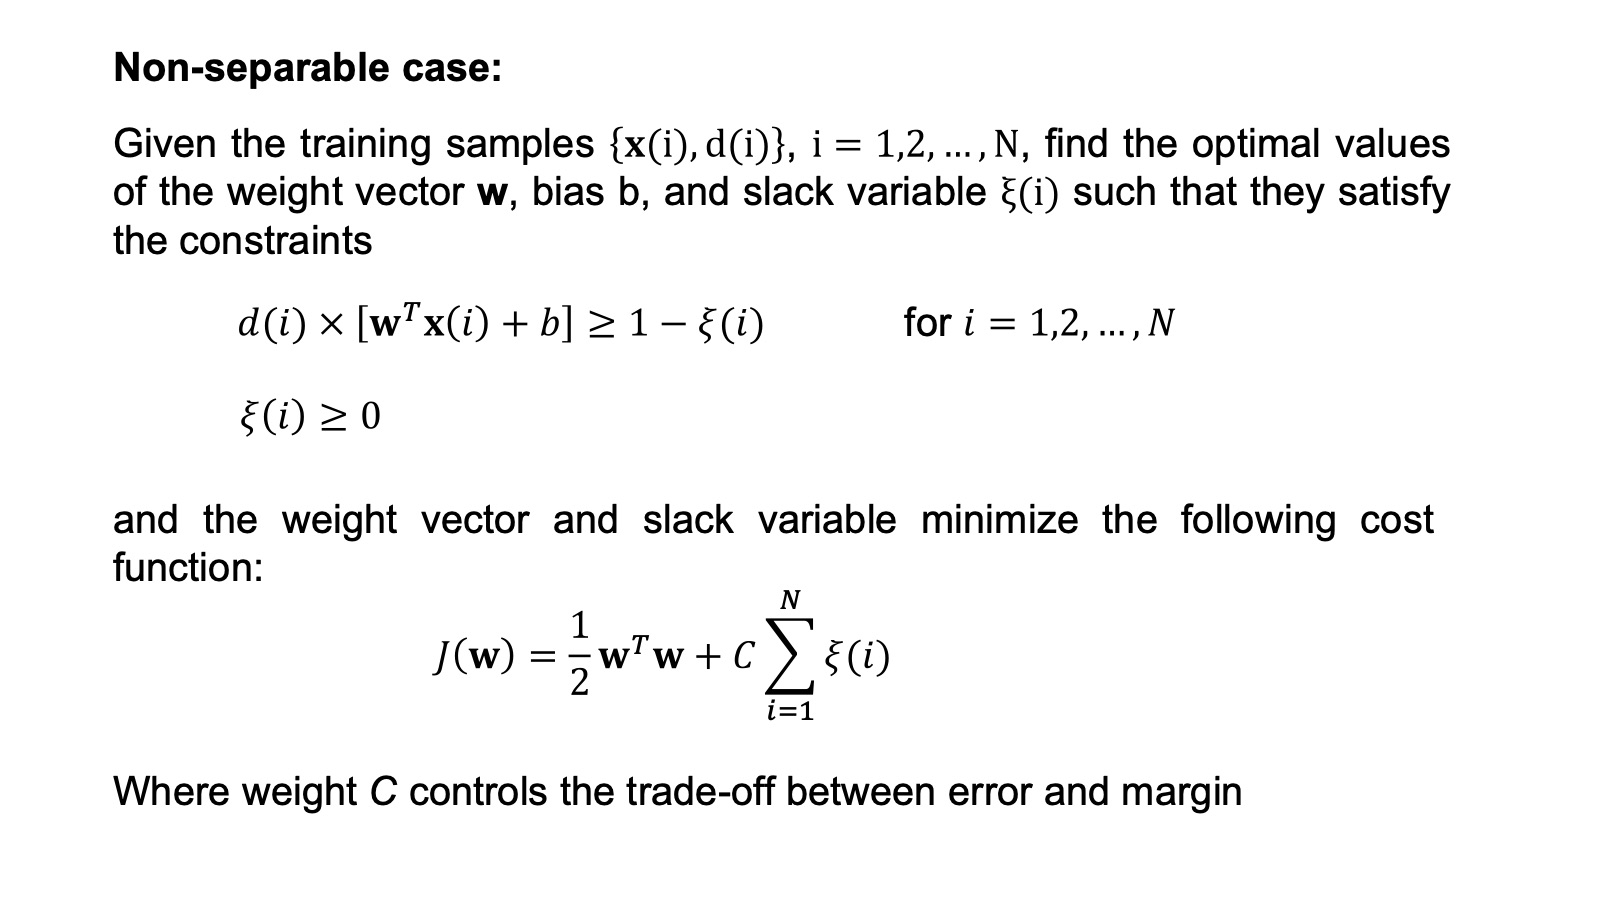 Non-separable case:
Given the training samples {𝐱(i), d(i)}, i = 1,2, … , N, find the optimal values
of the weight vector w, bias b, and slack variable ξ(i) such that they satisfy
the constraints
d(i) × [𝐰ᵀ𝐱(i) + b] ≥ 1 − ξ(i) for i = 1,2, … , N
ξ(i) ≥ 0
and the weight vector and slack variable minimize the following cost
function:
J(𝐰) = 1/2 𝐰ᵀ𝐰 + C ∑_{i=1}^{N} ξ(i)
Where weight C controls the trade-off between error and margin